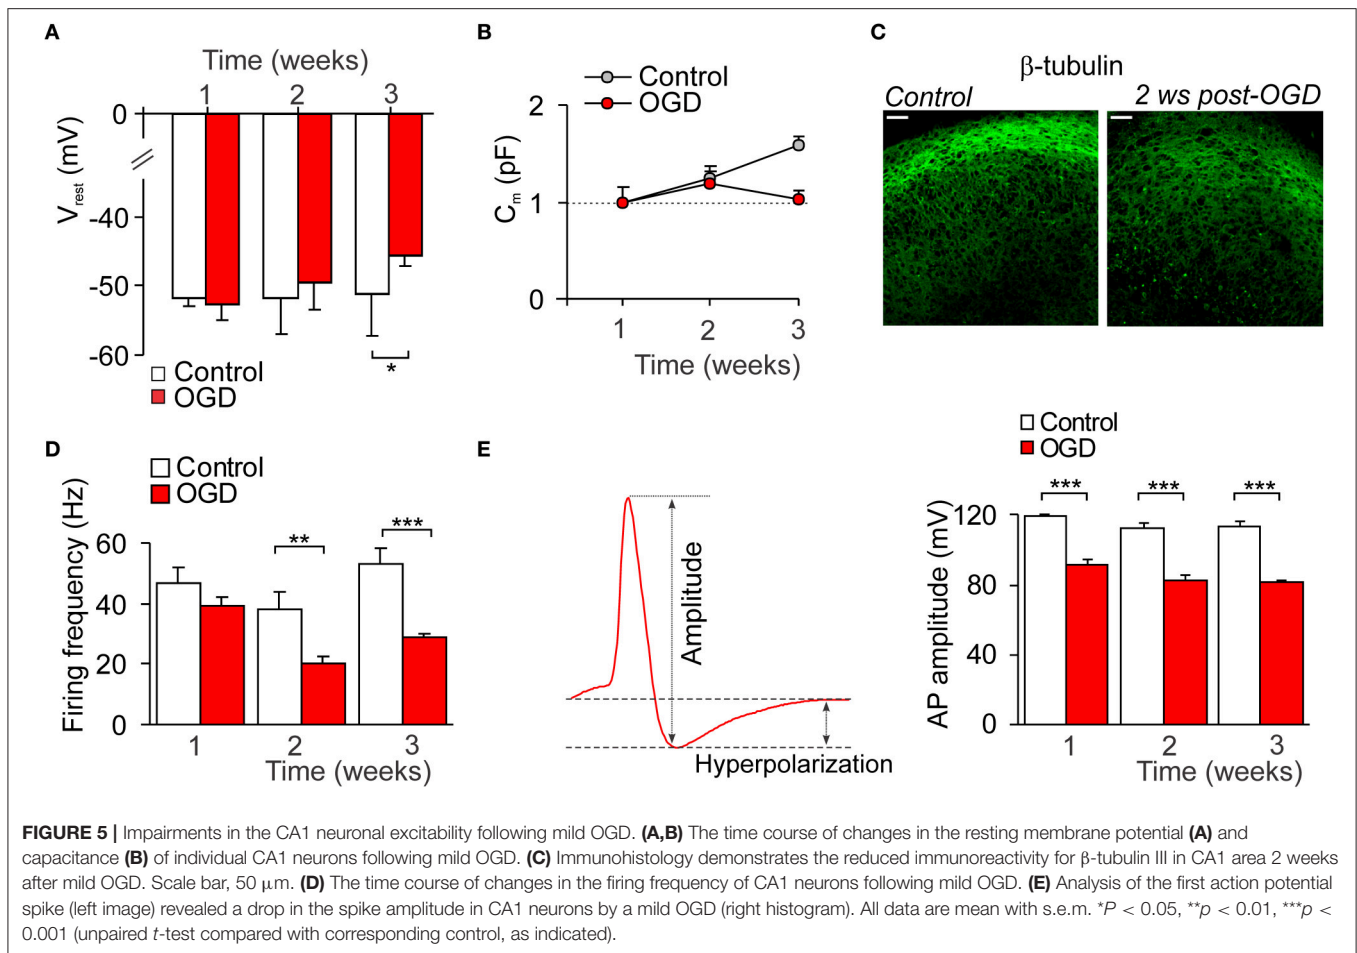 A
Time (weeks)
1 2 3
0
-40
-50
-60
Vrest (mV)
*
Control
OGD
B
Control
OGD
2
1
0
Cm (pF)
1 2 3
Time (weeks)
C
β-tubulin
Control 2 ws post-OGD
D
Control
OGD
Firing frequency (Hz)
60
40
20
0
** ***
1 2 3
Time (weeks)
E
Amplitude
Hyperpolarization
Control
OGD
*** *** ***
AP amplitude (mV)
120
80
40
0
1 2 3
Time (weeks)
FIGURE 5 | Impairments in the CA1 neuronal excitability following mild OGD. (A,B) The time course of changes in the resting membrane potential (A) and
capacitance (B) of individual CA1 neurons following mild OGD. (C) Immunohistology demonstrates the reduced immunoreactivity for β-tubulin III in CA1 area 2 weeks
after mild OGD. Scale bar, 50 μm. (D) The time course of changes in the firing frequency of CA1 neurons following mild OGD. (E) Analysis of the first action potential
spike (left image) revealed a drop in the spike amplitude in CA1 neurons by a mild OGD (right histogram). All data are mean with s.e.m. *P < 0.05, **p < 0.01, ***p <
0.001 (unpaired t-test compared with corresponding control, as indicated).